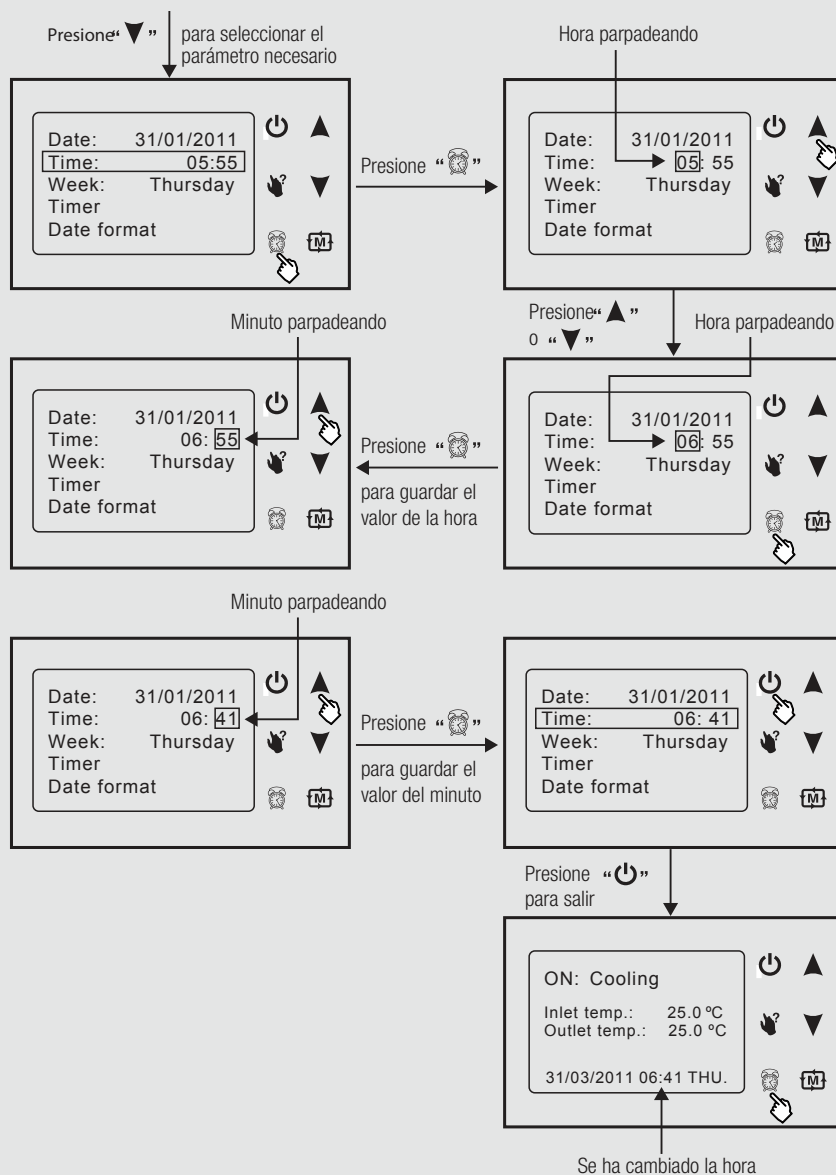 Presione “▼” para seleccionar el
parámetro necesario
Date: 31/01/2011
Time: 05:55
Week: Thursday
Timer
Date format
M
Presione “⏰”
Hora parpadeando
Date: 31/01/2011
Time: 05: 55
Week: Thursday
Timer
Date format
M
Presione “▲”
o “▼”
Hora parpadeando
Date: 31/01/2011
Time: 06: 55
Week: Thursday
Timer
Date format
M
Presione “⏰”
para guardar el
valor de la hora
Minuto parpadeando
Date: 31/01/2011
Time: 06: 55
Week: Thursday
Timer
Date format
M
Minuto parpadeando
Date: 31/01/2011
Time: 06: 41
Week: Thursday
Timer
Date format
M
Presione “⏰”
para guardar el
valor del minuto
Date: 31/01/2011
Time: 06: 41
Week: Thursday
Timer
Date format
M
Presione “⏻”
para salir
ON: Cooling
Inlet temp.: 25.0 ºC
Outlet temp.: 25.0 ºC
31/03/2011 06:41 THU.
M
Se ha cambiado la hora